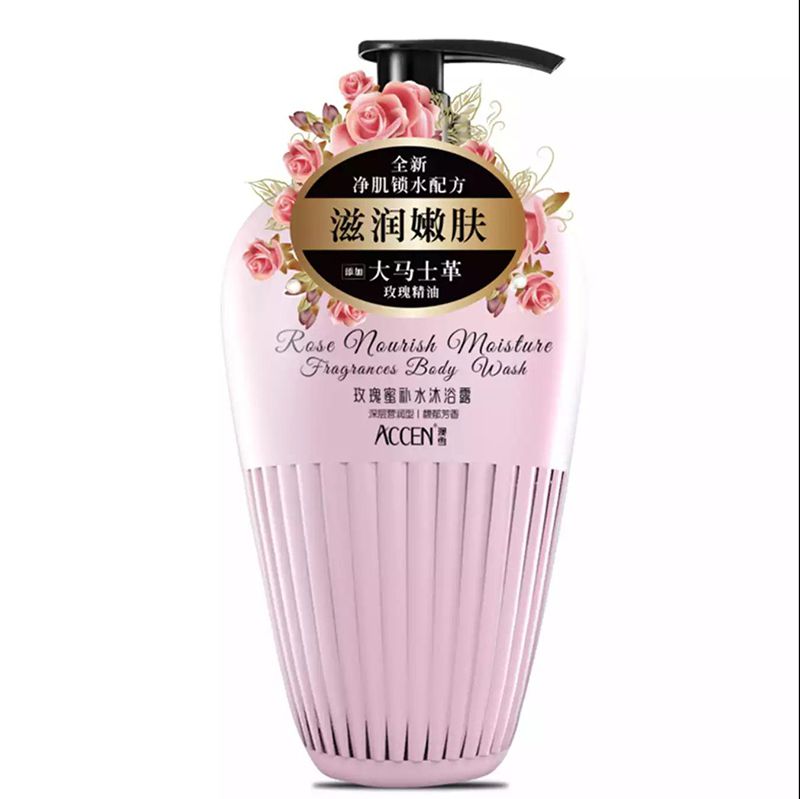 全新
净肌锁水配方
滋润嫩肤
添加 大马士革
玫瑰精油
Rose Nourish Moisture
Fragrances Body Wash
玫瑰蜜补水沐浴露
深层营润型 | 馥郁芳香
ACCEN® 澳雪